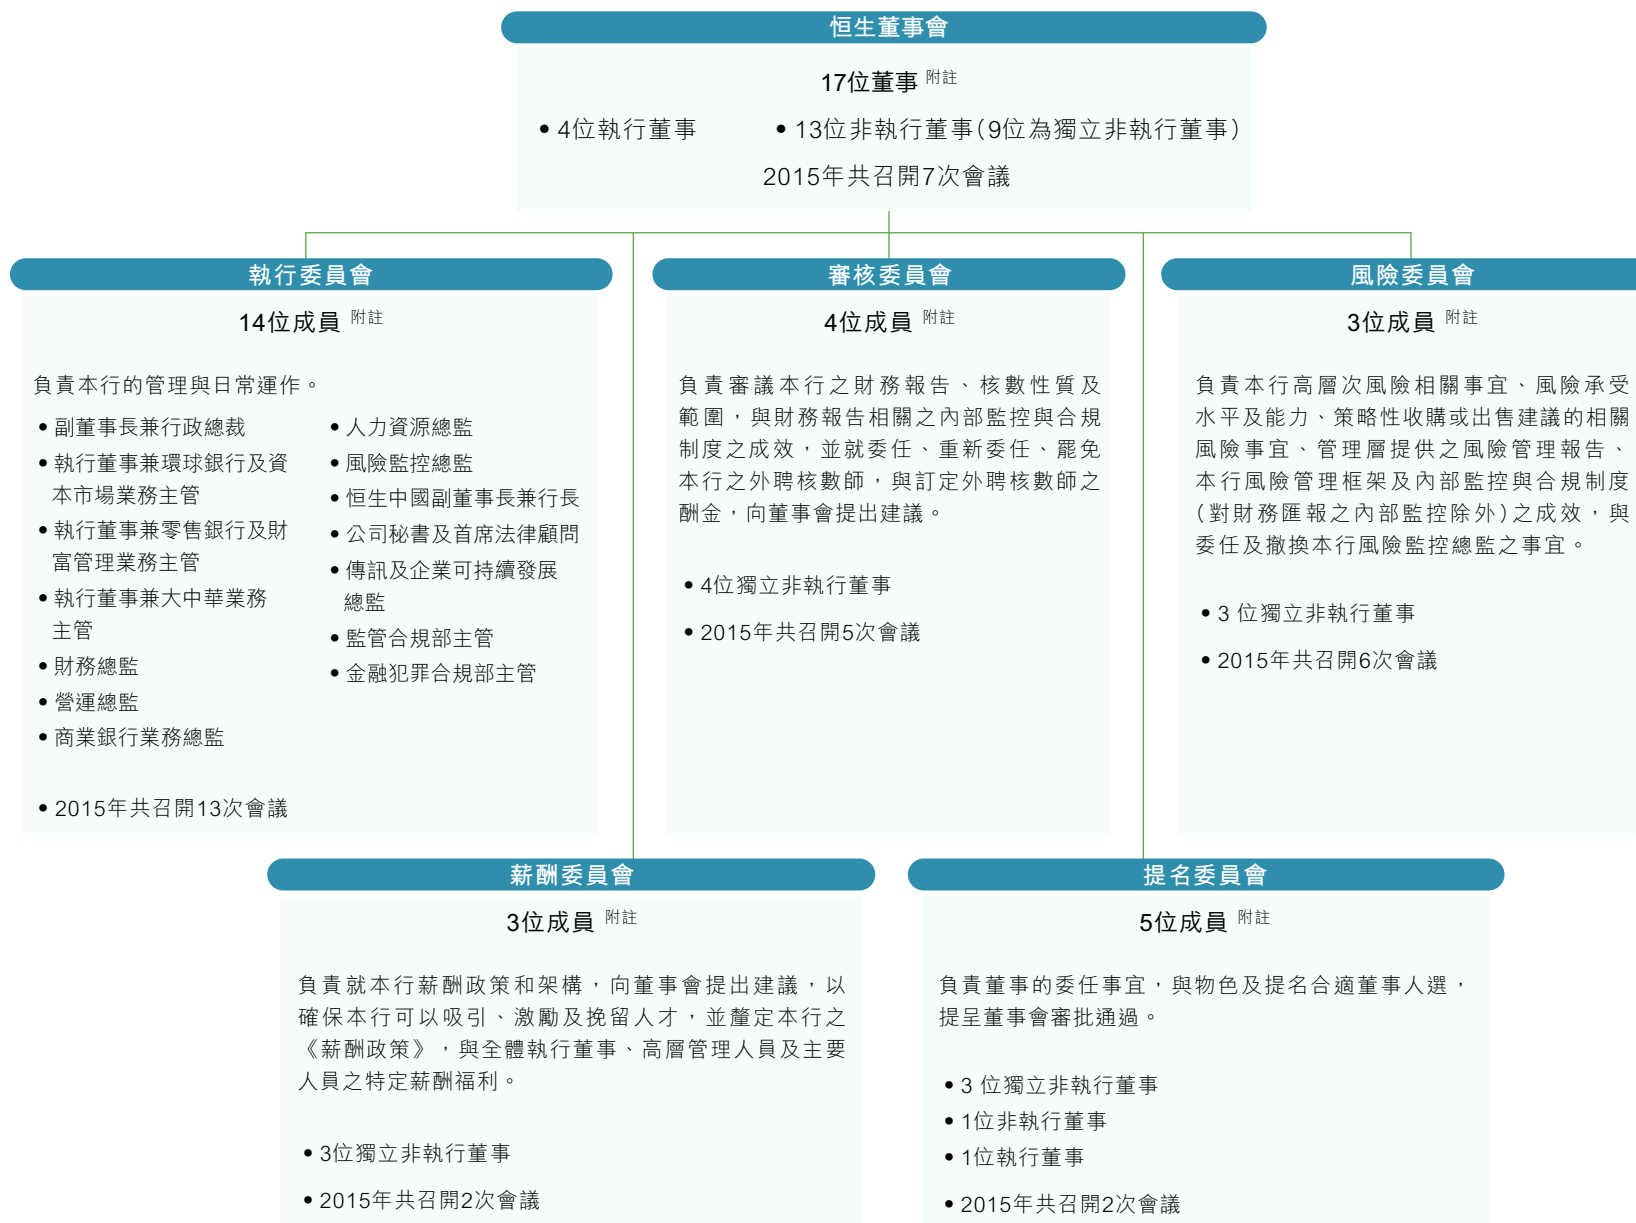 恒生董事會
17位董事 附註
• 4位執行董事
• 13位非執行董事(9位為獨立非執行董事)
2015年共召開7次會議
執行委員會
14位成員 附註
負責本行的管理與日常運作。
• 副董事長兼行政總裁
• 執行董事兼環球銀行及資
本市場業務主管
• 執行董事兼零售銀行及財
富管理業務主管
• 執行董事兼大中華業務
主管
• 財務總監
• 營運總監
• 商業銀行業務總監
• 人力資源總監
• 風險監控總監
• 恒生中國副董事長兼行長
• 公司秘書及首席法律顧問
• 傳訊及企業可持續發展
總監
• 監管合規部主管
• 金融犯罪合規部主管
• 2015年共召開13次會議
審核委員會
4位成員 附註
負責審議本行之財務報告、核數性質及
範圍，與財務報告相關之內部監控與合規
制度之成效，並就委任、重新委任、罷免
本行之外聘核數師，與訂定外聘核數師之
酬金，向董事會提出建議。
• 4位獨立非執行董事
• 2015年共召開5次會議
風險委員會
3位成員 附註
負責本行高層次風險相關事宜、風險承受
水平及能力、策略性收購或出售建議的相關
風險事宜、管理層提供之風險管理報告、
本行風險管理框架及內部監控與合規制度
(對財務匯報之內部監控除外)之成效，與
委任及撤換本行風險監控總監之事宜。
• 3 位獨立非執行董事
• 2015年共召開6次會議
薪酬委員會
3位成員 附註
負責就本行薪酬政策和架構，向董事會提出建議，以
確保本行可以吸引、激勵及挽留人才，並釐定本行之
《薪酬政策》，與全體執行董事、高層管理人員及主要
人員之特定薪酬福利。
• 3位獨立非執行董事
• 2015年共召開2次會議
提名委員會
5位成員 附註
負責董事的委任事宜，與物色及提名合適董事人選，
提呈董事會審批通過。
• 3 位獨立非執行董事
• 1位非執行董事
• 1位執行董事
• 2015年共召開2次會議